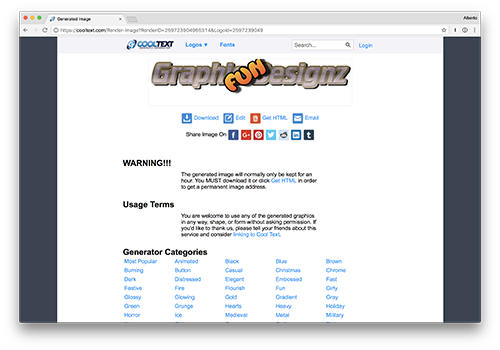 Generated Image
Alberto
https://cooltext.com/Render-Image?RenderID=259723904965314&LogoId=2597239049
COOLTEXT
GRAPHICS GENERATOR
Logos ▼ Fonts Search... Login
Graphic FUN Designz
Download Edit Get HTML Email
Share Image On
WARNING!!!
The generated image will normally only be kept for an
hour. You MUST download it or click Get HTML in order
to get a permanent image address.
Usage Terms
You are welcome to use any of the generated graphics
in any way, shape, or form without asking permission. If
you'd like to thank us, please tell your friends about this
service and consider linking to Cool Text.
Generator Categories
Most Popular Animated Black Blue Brown
Burning Button Casual Christmas Chrome
Dark Distressed Elegant Embossed Fast
Festive Fire Flourish Fun Girly
Glossy Glowing Gold Gradient Gray
Green Grunge Hearts Heavy Holiday
Horror Ice Medieval Metal Military